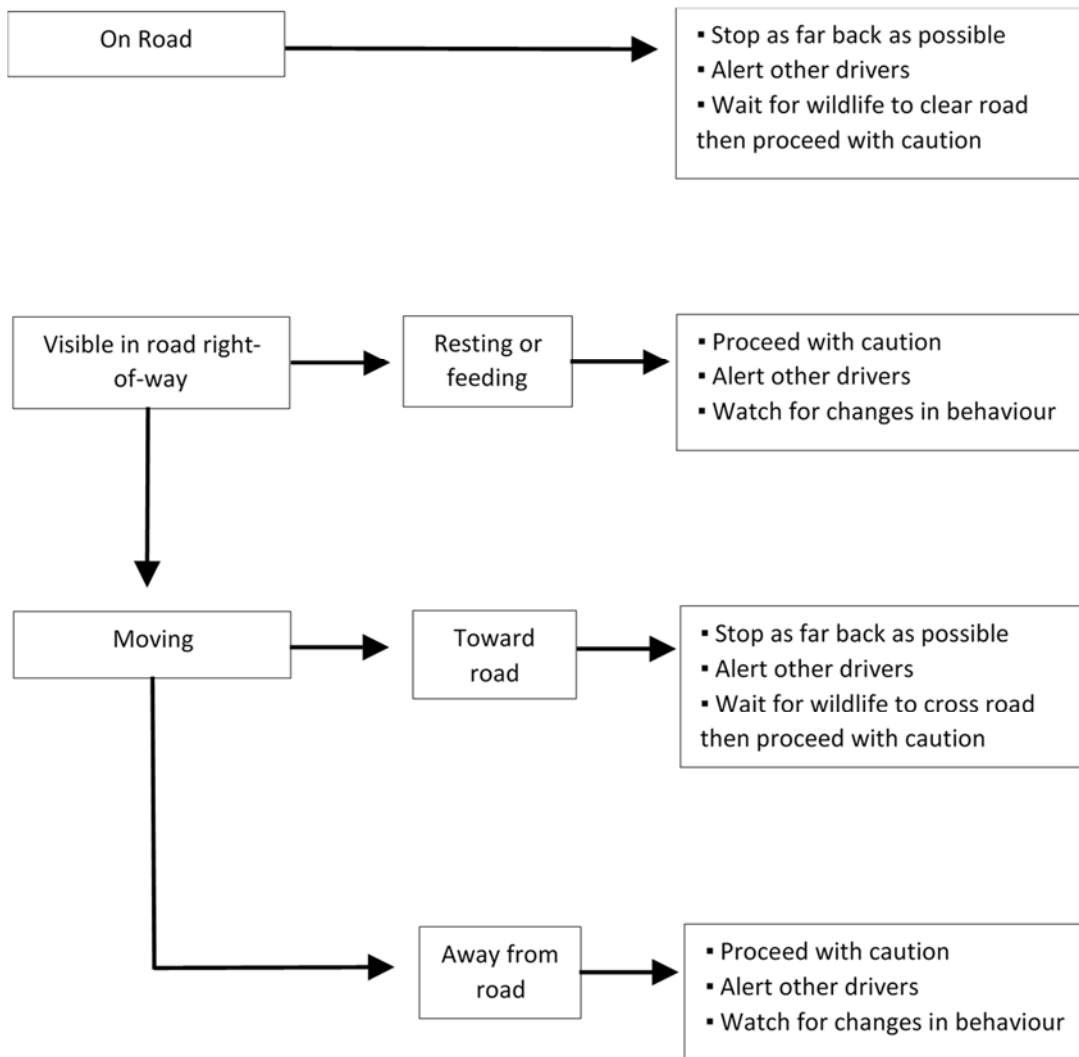 On Road
▪ Stop as far back as possible
▪ Alert other drivers
▪ Wait for wildlife to clear road
then proceed with caution
Visible in road right-
of-way
Resting or
feeding
▪ Proceed with caution
▪ Alert other drivers
▪ Watch for changes in behaviour
Moving
Toward
road
▪ Stop as far back as possible
▪ Alert other drivers
▪ Wait for wildlife to cross road
then proceed with caution
Away from
road
▪ Proceed with caution
▪ Alert other drivers
▪ Watch for changes in behaviour